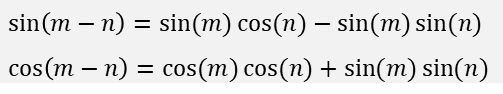 sin(m − n) = sin(m) cos(n) − sin(m) sin(n)
cos(m − n) = cos(m) cos(n) + sin(m) sin(n)